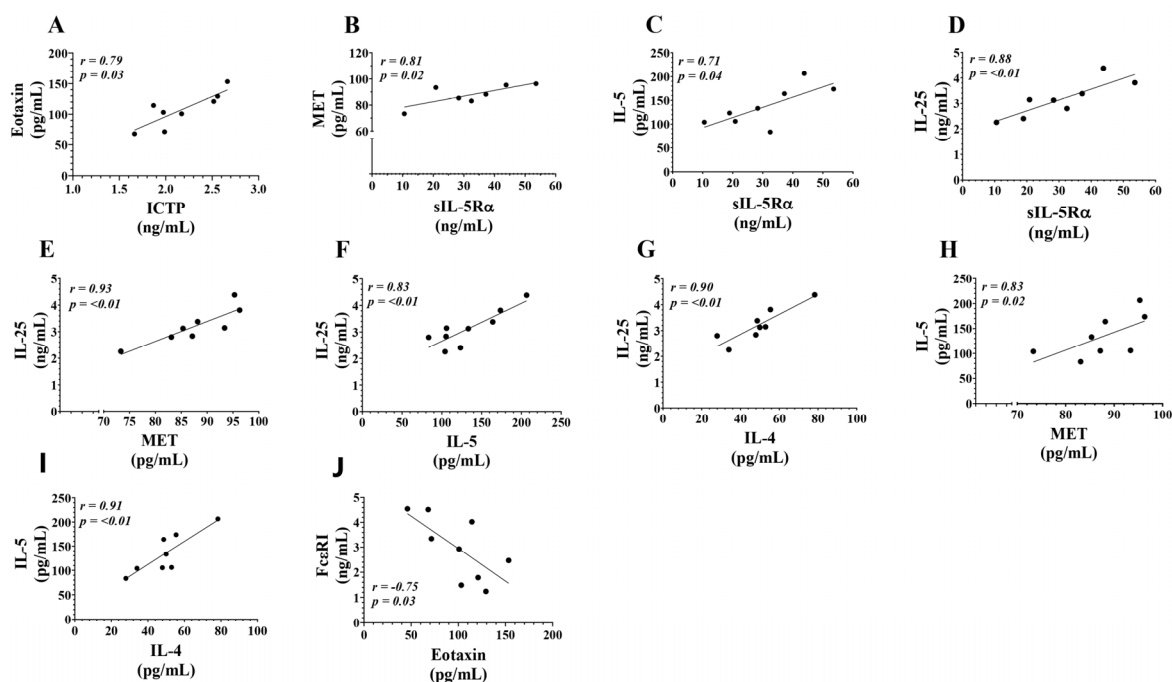 A
r = 0.79
p = 0.03
Eotaxin
(pg/mL)
200
150
100
50
0
1.0 1.5 2.0 2.5 3.0
ICTP
(ng/mL)
B
r = 0.81
p = 0.02
MET
(pg/mL)
120
100
80
60
0 10 20 30 40 50 60
sIL-5Rα
(ng/mL)
C
r = 0.71
p = 0.04
IL-5
(pg/mL)
250
200
150
100
50
0
0 10 20 30 40 50 60
sIL-5Rα
(ng/mL)
D
r = 0.88
p = <0.01
IL-25
(ng/mL)
5
4
3
2
1
0
0 10 20 30 40 50 60
sIL-5Rα
(ng/mL)
E
r = 0.93
p = <0.01
IL-25
(ng/mL)
5
4
3
2
1
0
70 80 90 100
MET
(pg/mL)
F
r = 0.83
p = <0.01
IL-25
(ng/mL)
5
4
3
2
1
0
0 50 100 150 200 250
IL-5
(pg/mL)
G
r = 0.90
p = <0.01
IL-25
(ng/mL)
5
4
3
2
1
0
0 20 40 60 80 100
IL-4
(pg/mL)
H
r = 0.83
p = 0.02
IL-5
(pg/mL)
250
200
150
100
50
0
70 80 90 100
MET
(pg/mL)
I
r = 0.91
p = <0.01
IL-5
(pg/mL)
250
200
150
100
50
0
0 20 40 60 80 100
IL-4
(pg/mL)
J
r = -0.75
p = 0.03
FcεRI
(ng/mL)
5
4
3
2
1
0
0 50 100 150 200
Eotaxin
(pg/mL)